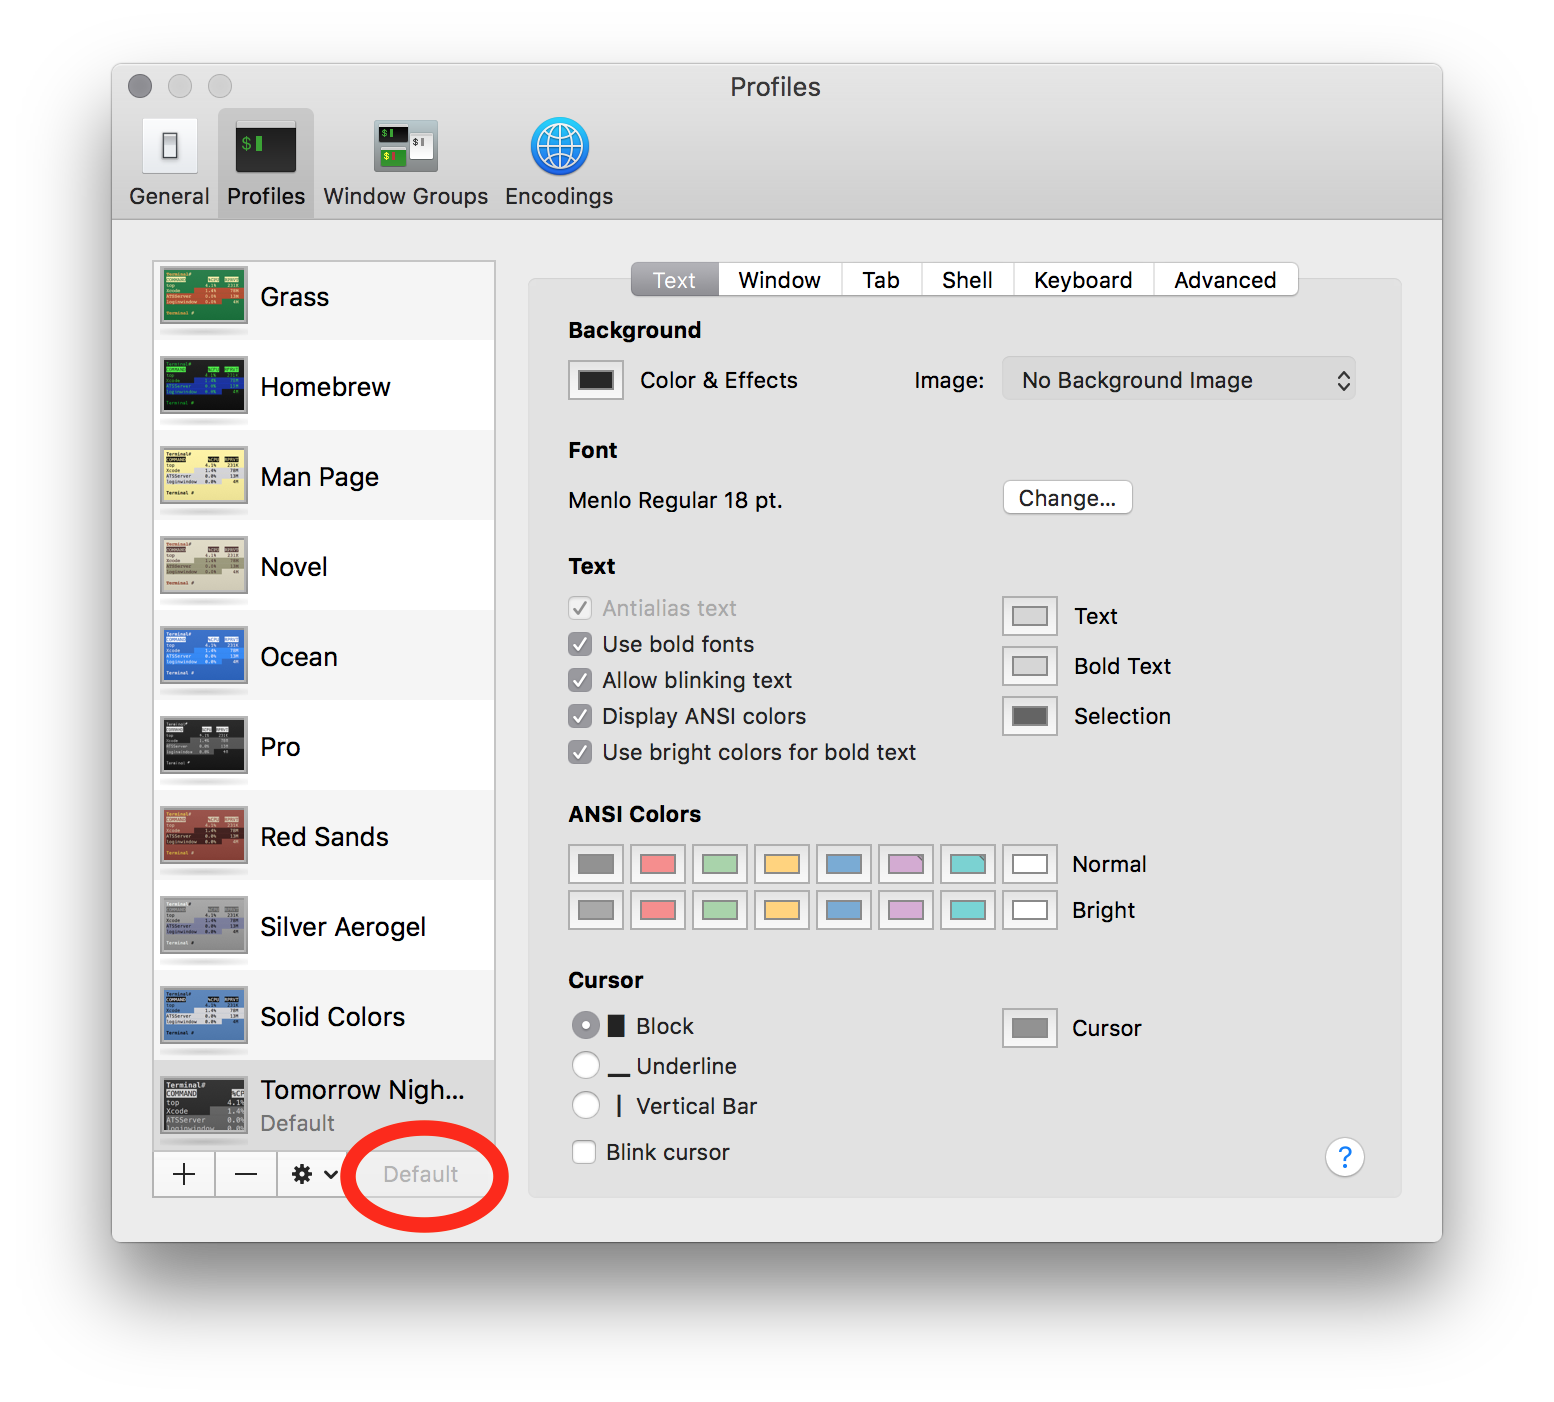 Profiles
General
Profiles
Window Groups
Encodings
Grass
Homebrew
Man Page
Novel
Ocean
Pro
Red Sands
Silver Aerogel
Solid Colors
Tomorrow Nigh...
Default
Default
Text
Window
Tab
Shell
Keyboard
Advanced
Background
Color & Effects
Image:
No Background Image
Font
Menlo Regular 18 pt.
Change...
Text
Antialias text
Use bold fonts
Allow blinking text
Display ANSI colors
Use bright colors for bold text
Text
Bold Text
Selection
ANSI Colors
Normal
Bright
Cursor
Block
Underline
Vertical Bar
Blink cursor
Cursor
?